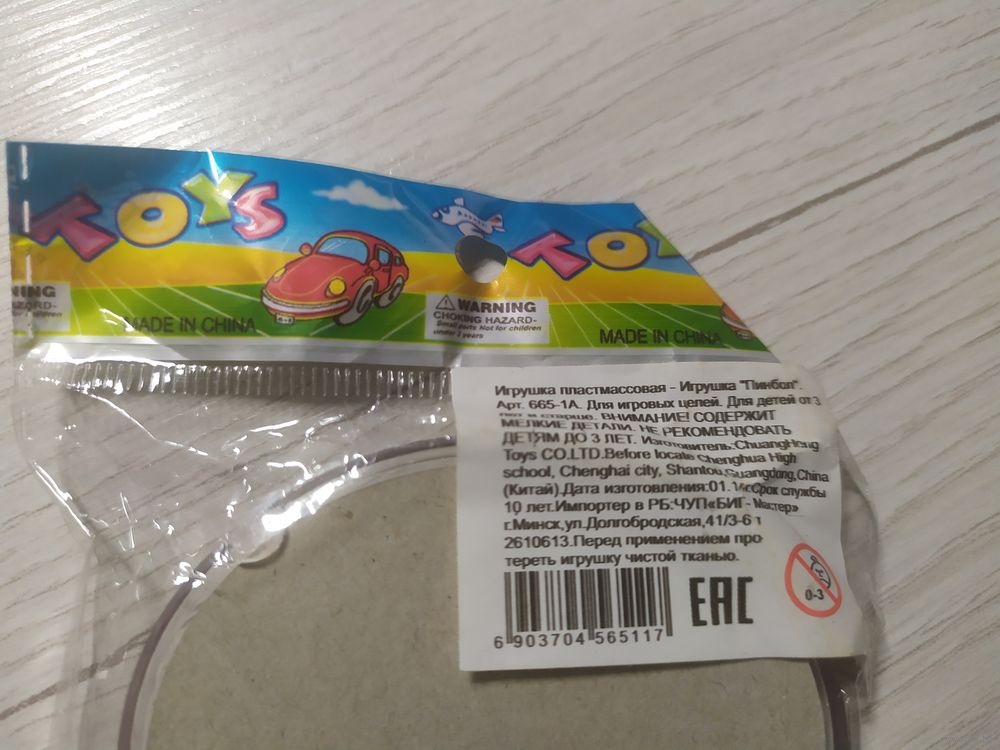 TOYS
TOY
WARNING
CHOKING HAZARD-
Small parts Not for children
under 3 years
MADE IN CHINA
MADE IN CHINA
Игрушка пластмассовая - Игрушка "Пинбол".
Арт. 665-1А. Для игровых целей. Для детей от 3
лет и старше. ВНИМАНИЕ! СОДЕРЖИТ
МЕЛКИЕ ДЕТАЛИ. НЕ РЕКОМЕНДОВАТЬ
ДЕТЯМ ДО 3 ЛЕТ. Изготовитель:ChuangHeng
Toys CO.LTD.Before locate Chenghua High
school, Chenghai city, Shantou,Guangdong,China
(Китай).Дата изготовления:01. Срок службы
10 лет.Импортер в РБ:ЧУП«БИГ-Мастер»
г.Минск,ул.Долгобродская,41/3-6
2610613.Перед применением про
тереть игрушку чистой тканью.
6 903704 565117
EAC
0-3